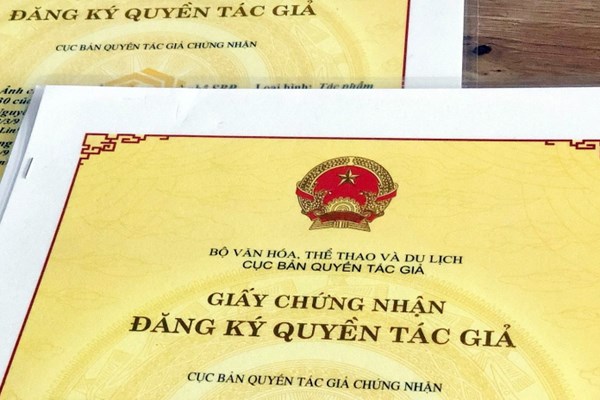 ĐĂNG KÝ QUYỀN TÁC GIẢ
CỤC BẢN QUYỀN TÁC GIẢ CHỨNG NHẬN
Loại hình: Tác phẩm
BỘ VĂN HÓA, THỂ THAO VÀ DU LỊCH
CỤC BẢN QUYỀN TÁC GIẢ
GIẤY CHỨNG NHẬN
ĐĂNG KÝ QUYỀN TÁC GIẢ
CỤC BẢN QUYỀN TÁC GIẢ CHỨNG NHẬN